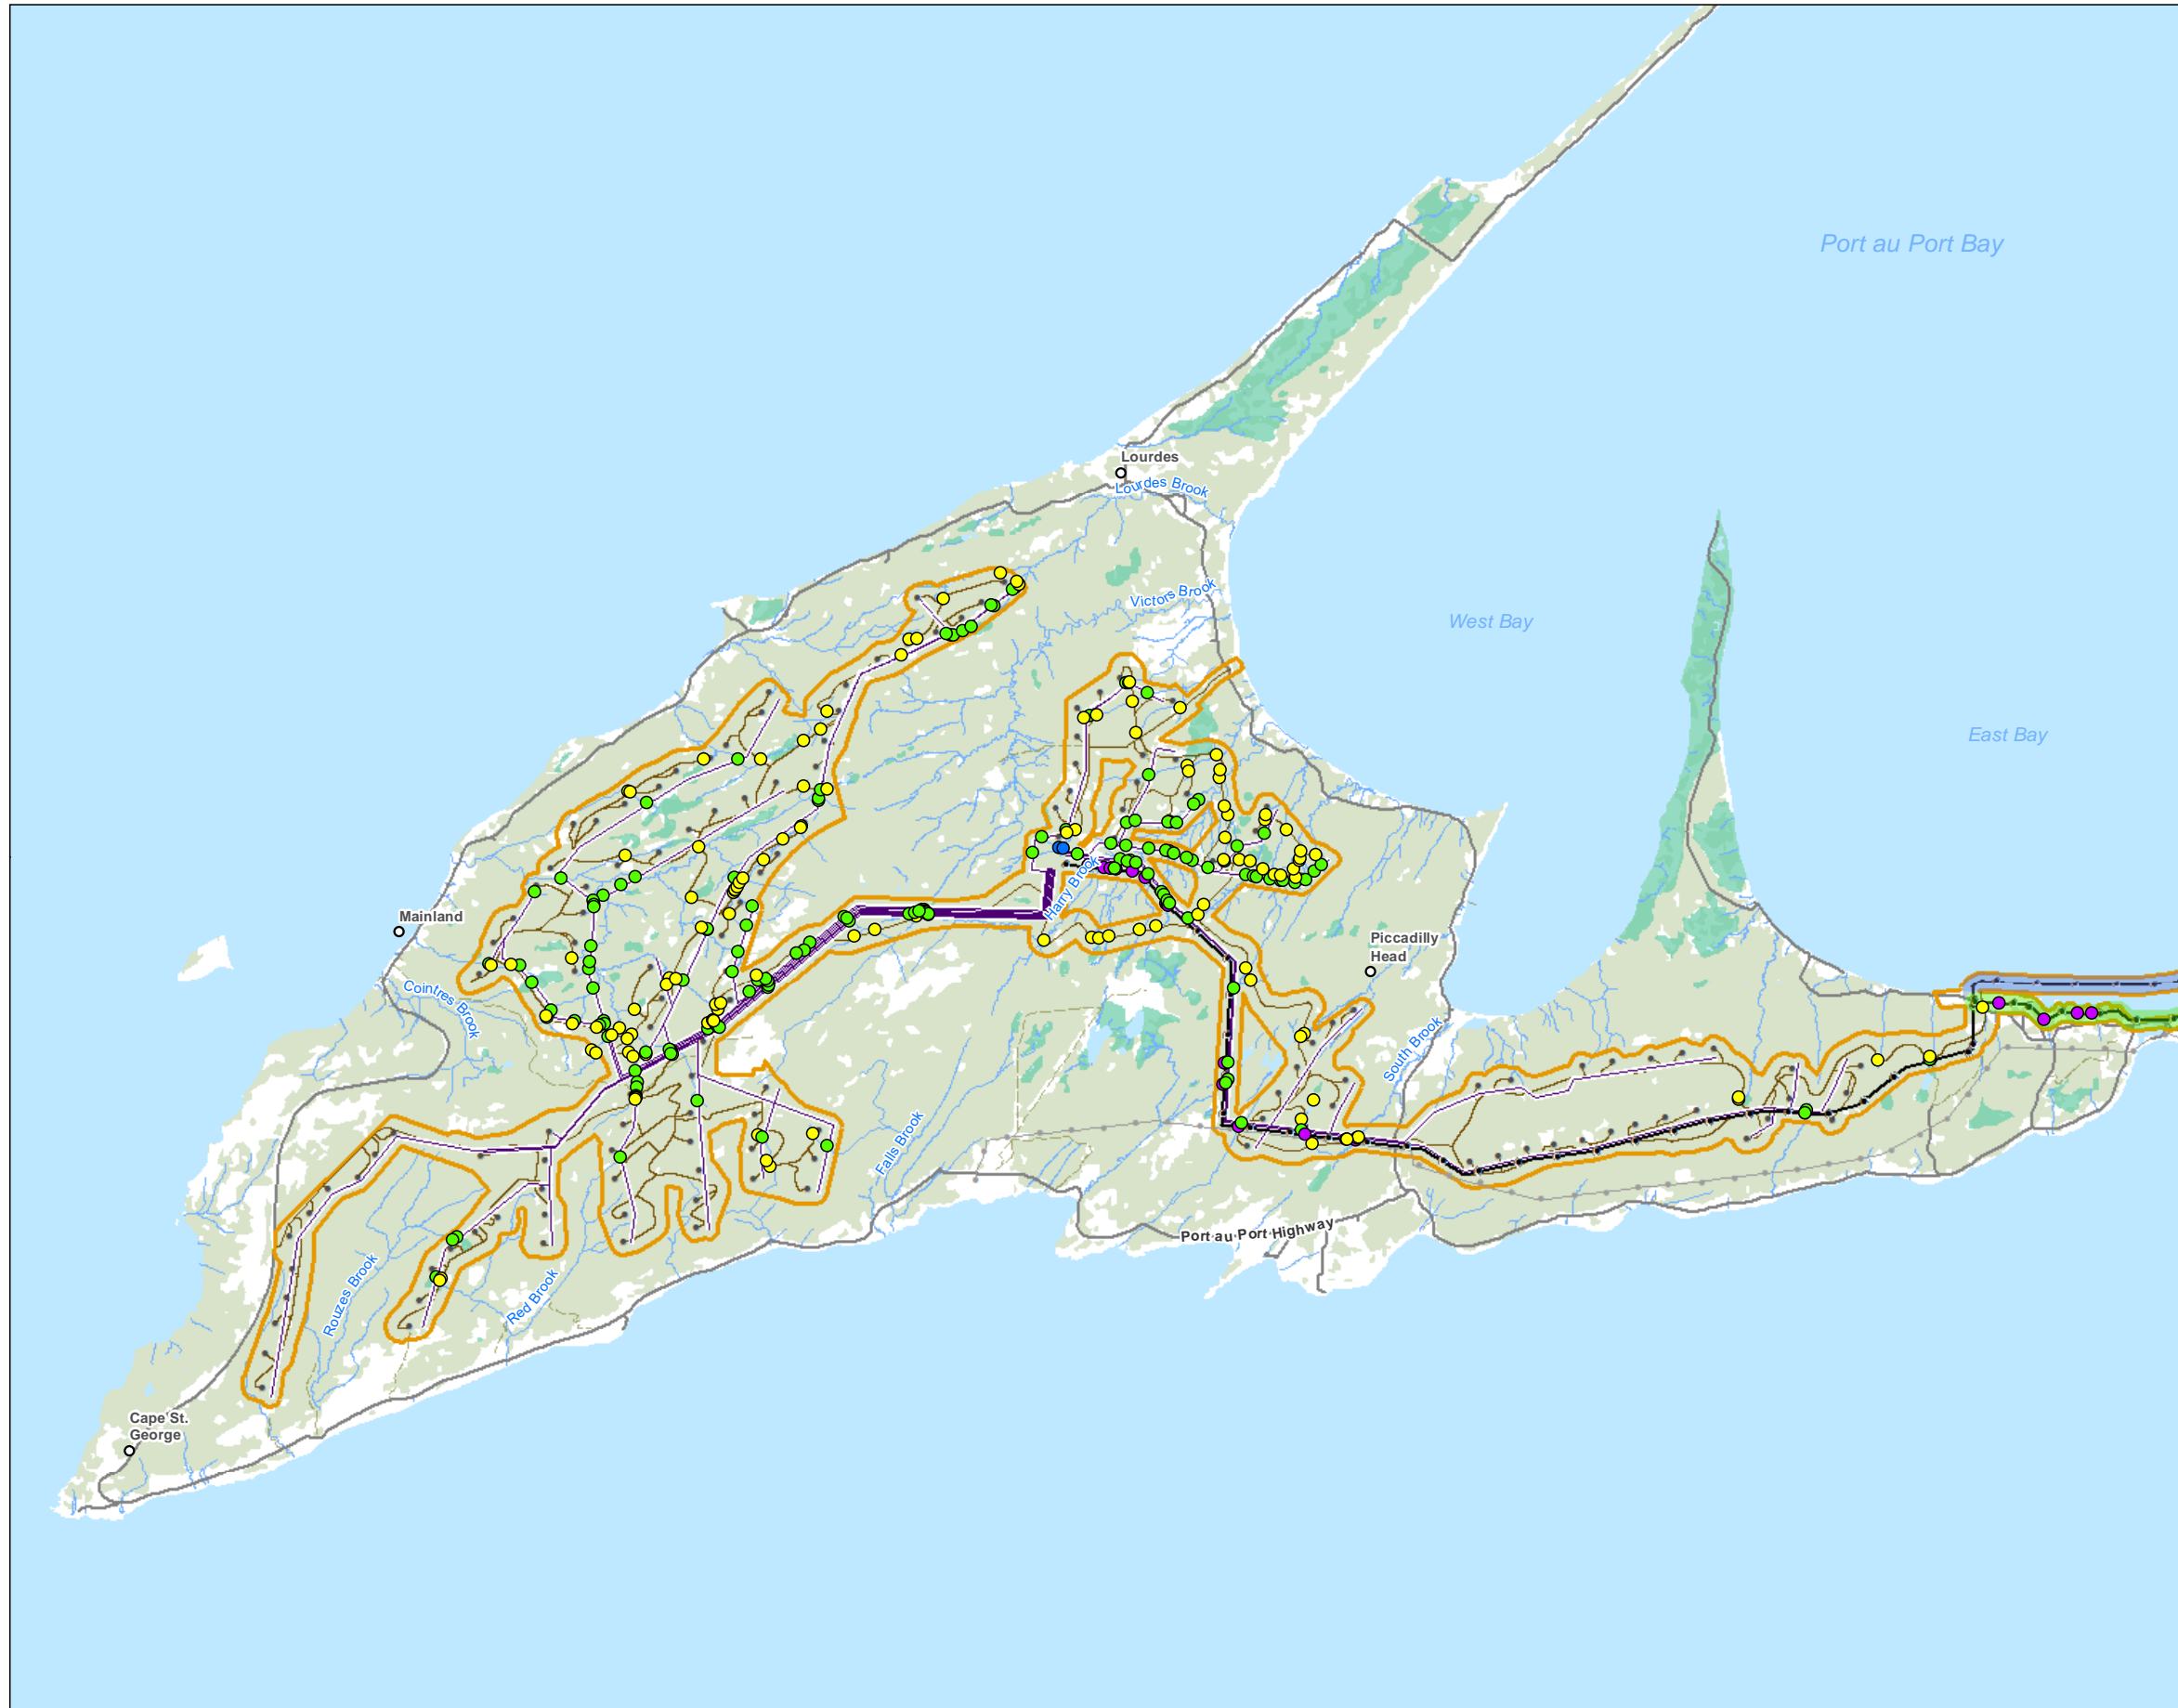 Port au Port Bay
Lourdes
Lourdes Brook
Victors Brook
West Bay
East Bay
Harry Brook
Mainland
Piccadilly
Head
Cointres Brook
South Brook
Falls Brook
Port au Port Highway
Rouzes Brook
Red Brook
Cape St.
George